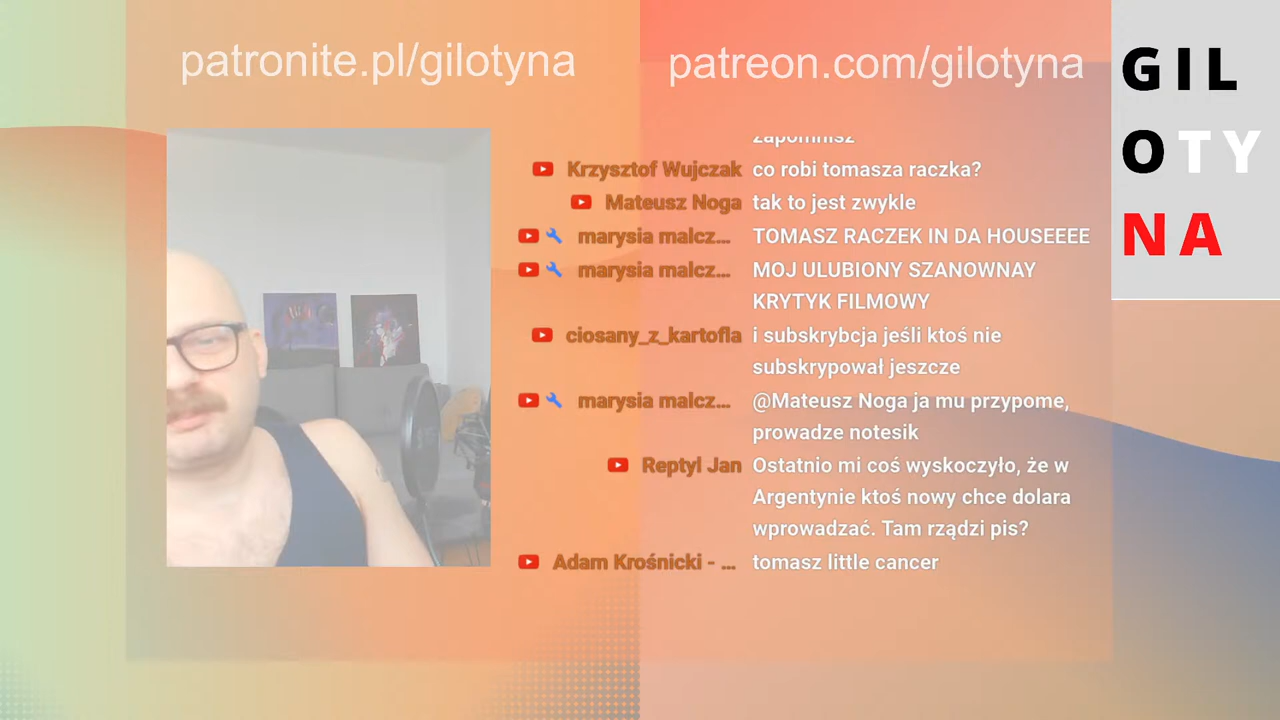 patronite.pl/gilotyna
patreon.com/gilotyna
GIL
OTY
NA
zapomnisz
Krzysztof Wujczak co robi tomasza raczka?
Mateusz Noga tak to jest zwykle
marysia malcz... TOMASZ RACZEK IN DA HOUSEEEE
marysia malcz... MOJ ULUBIONY SZANOWNAY
KRYTYK FILMOWY
ciosany_z_kartofla i subskrybcja jeśli ktoś nie
subskrypował jeszcze
marysia malcz... @Mateusz Noga ja mu przypome,
prowadze notesik
Reptyl Jan Ostatnio mi coś wyskoczyło, że w
Argentynie ktoś nowy chce dolara
wprowadzać. Tam rządzi pis?
Adam Krośnicki - ... tomasz little cancer